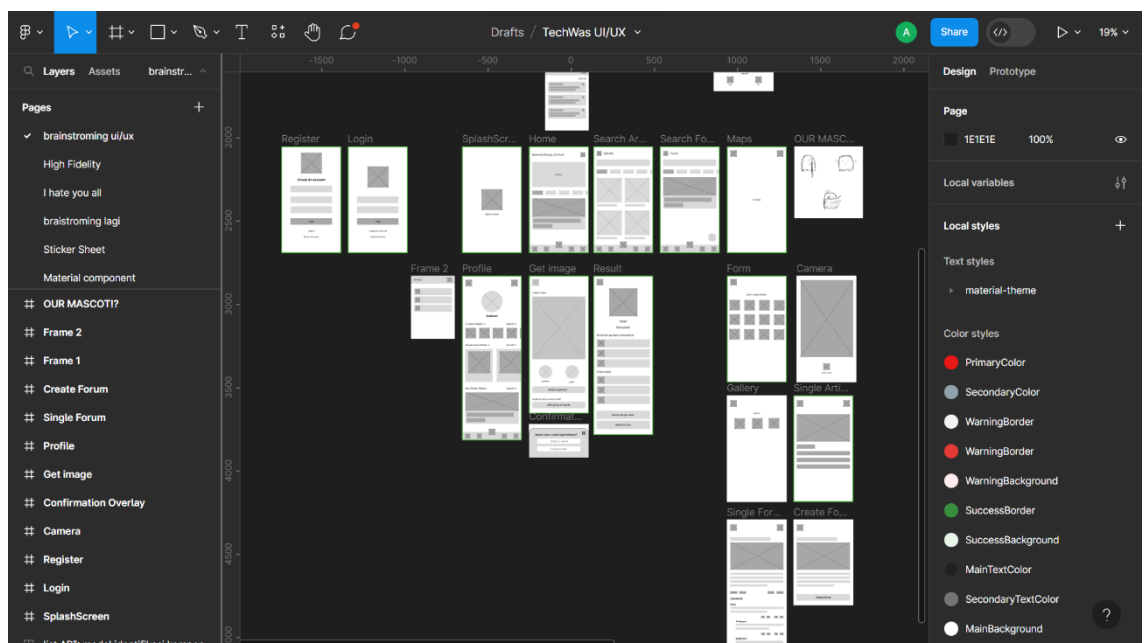 Drafts / TechWas UI/UX
A
Share
</>
19%
Layers Assets brainstr...
-1500 -1000 -500 0 500 1000 1500 2000
Design Prototype
Pages
Page
brainstroming ui/ux
1E1E1E 100%
High Fidelity
I hate you all
Local variables
braistroming lagi
Sticker Sheet
Local styles
Material component
Text styles
material-theme
OUR MASCOT!?
Frame 2
Frame 1
Create Forum
Single Forum
Profile
Get image
Confirmation Overlay
Camera
Register
Login
SplashScreen
Color styles
PrimaryColor
SecondaryColor
WarningBorder
WarningBorder
WarningBackground
SuccessBorder
SuccessBackground
MainTextColor
SecondaryTextColor
MainBackground
?
2000
2500
3000
3500
4000
4500
Register Login SplashScr... Home Search Ar... Search Fo... Maps OUR MASC...
Frame 2 Profile Get image Result Form Camera
Confirmat... Gallery Single Arti...
Single For... Create Fo...